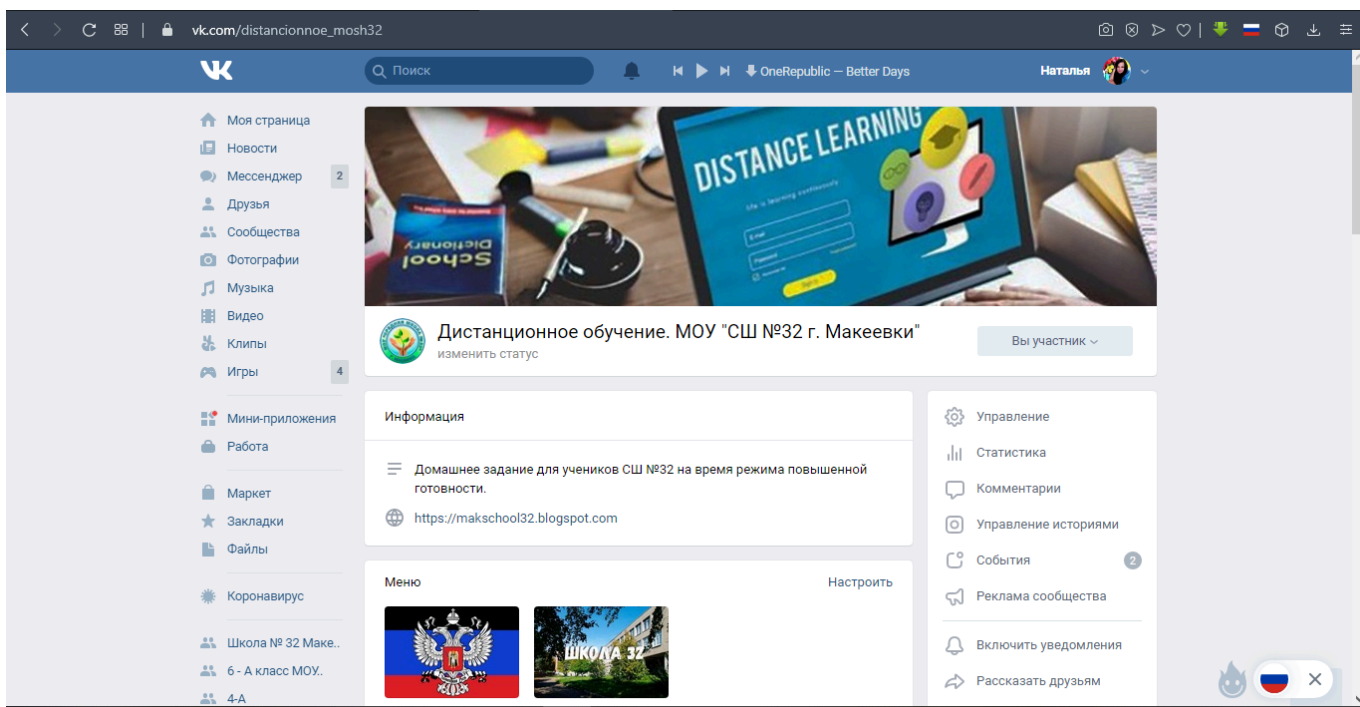 vk.com/distancionnoe_mosh32
Поиск
OneRepublic — Better Days
Наталья
Моя страница
Новости
Мессенджер 2
Друзья
Сообщества
Фотографии
Музыка
Видео
Клипы
Игры 4
Мини-приложения
Работа
Маркет
Закладки
Файлы
Коронавирус
Школа № 32 Маке..
6 - А класс МОУ..
4-А
DISTANCE LEARNING
E-mail
Password
School
Dictionary
Дистанционное обучение. МОУ "СШ №32 г. Макеевки"
изменить статус
Вы участник
Информация
Домашнее задание для учеников СШ №32 на время режима повышенной
готовности.
https://makschool32.blogspot.com
Меню
Настроить
ШКОЛА 32
Управление
Статистика
Комментарии
Управление историями
События 2
Реклама сообщества
Включить уведомления
Рассказать друзьям